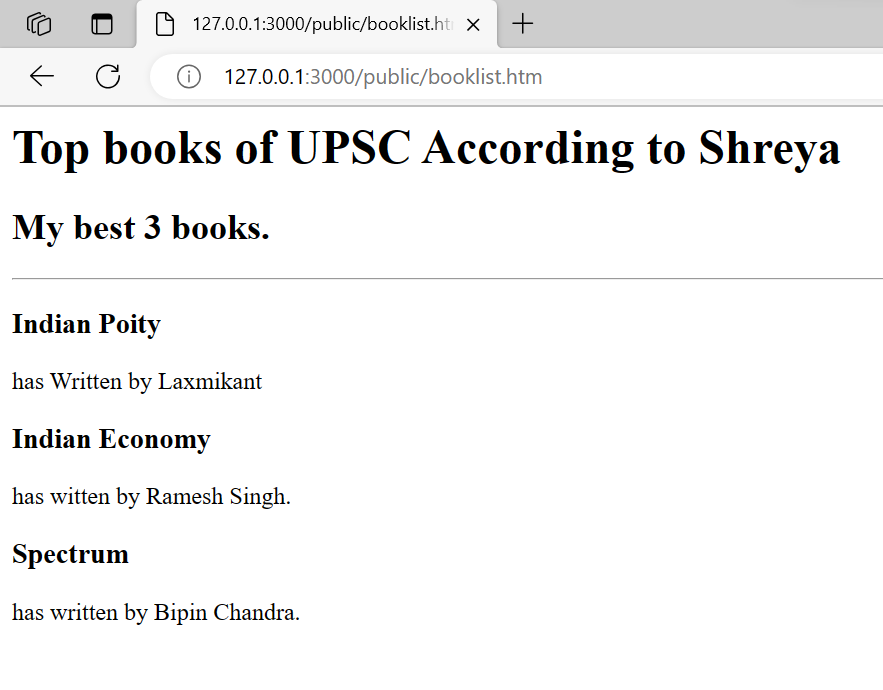 127.0.0.1:3000/public/booklist.ht
127.0.0.1:3000/public/booklist.htm
Top books of UPSC According to Shreya
My best 3 books.
Indian Poity
has Written by Laxmikant
Indian Economy
has witten by Ramesh Singh.
Spectrum
has written by Bipin Chandra.